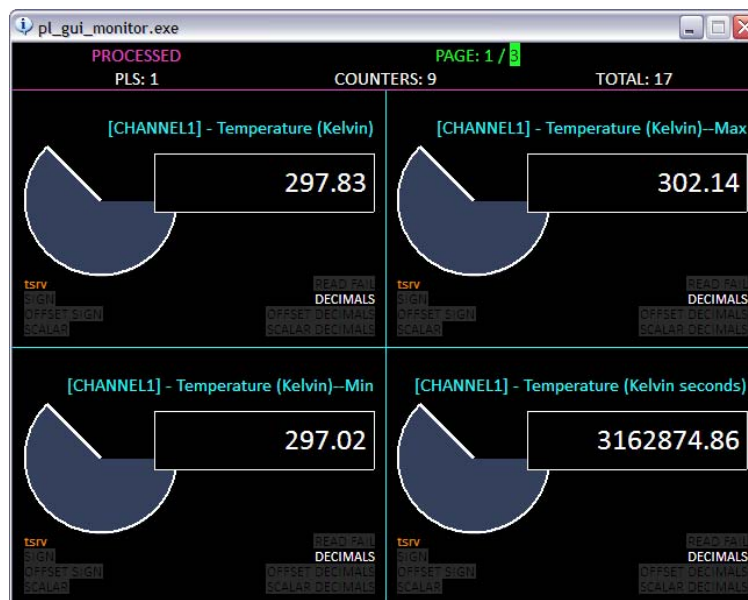 pl_gui_monitor.exe
PROCESSED PAGE: 1 / 3
PLS: 1 COUNTERS: 9 TOTAL: 17
[CHANNEL1] - Temperature (Kelvin)
297.83
tsrv READ FAIL
SIGN DECIMALS
OFFSET SIGN OFFSET DECIMALS
SCALAR SCALAR DECIMALS
[CHANNEL1] - Temperature (Kelvin)--Max
302.14
tsrv READ FAIL
SIGN DECIMALS
OFFSET SIGN OFFSET DECIMALS
SCALAR SCALAR DECIMALS
[CHANNEL1] - Temperature (Kelvin)--Min
297.02
tsrv READ FAIL
SIGN DECIMALS
OFFSET SIGN OFFSET DECIMALS
SCALAR SCALAR DECIMALS
[CHANNEL1] - Temperature (Kelvin seconds)
3162874.86
tsrv READ FAIL
SIGN DECIMALS
OFFSET SIGN OFFSET DECIMALS
SCALAR SCALAR DECIMALS